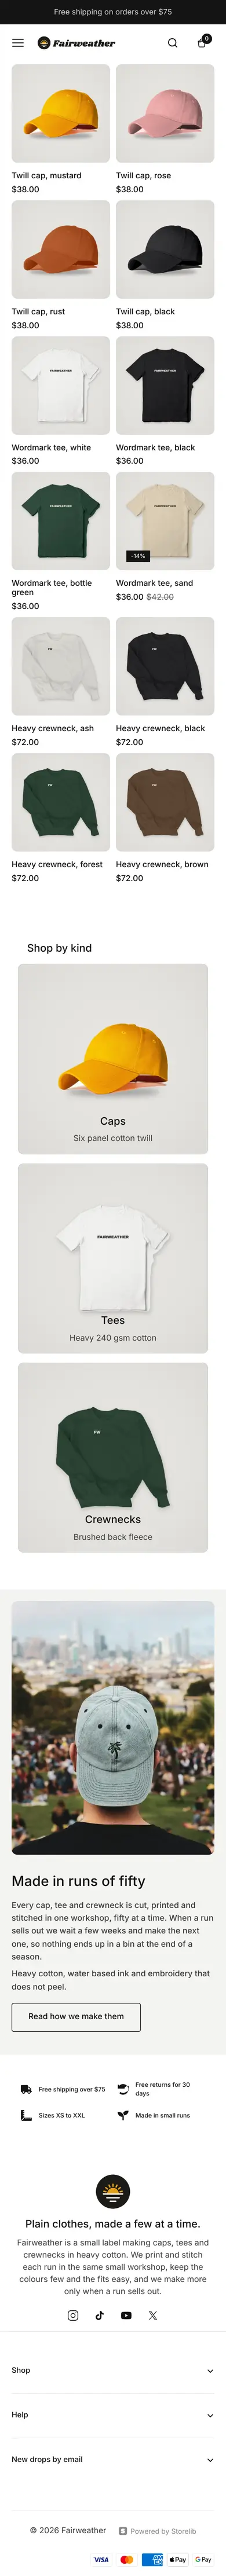 Free shipping on orders over $75
Fairweather
0
Twill cap, mustard
$38.00
Twill cap, rose
$38.00
Twill cap, rust
$38.00
Twill cap, black
$38.00
FAIRWEATHER
Wordmark tee, white
$36.00
FAIRWEATHER
Wordmark tee, black
$36.00
FAIRWEATHER
Wordmark tee, bottle
green
$36.00
FAIRWEATHER
-14%
Wordmark tee, sand
$36.00 $42.00
FW
Heavy crewneck, ash
$72.00
FW
Heavy crewneck, black
$72.00
FW
Heavy crewneck, forest
$72.00
FW
Heavy crewneck, brown
$72.00
Shop by kind
Caps
Six panel cotton twill
FAIRWEATHER
Tees
Heavy 240 gsm cotton
FW
Crewnecks
Brushed back fleece
Made in runs of fifty
Every cap, tee and crewneck is cut, printed and
stitched in one workshop, fifty at a time. When a run
sells out we wait a few weeks and make the next
one, so nothing ends up in a bin at the end of a
season.
Heavy cotton, water based ink and embroidery that
does not peel.
Read how we make them
Free shipping over $75
Free returns for 30
days
Sizes XS to XXL
Made in small runs
Plain clothes, made a few at a time.
Fairweather is a small label making caps, tees and
crewnecks in heavy cotton. We print and stitch
each run in the same small workshop, keep the
colours few and the fits easy, and we make more
only when a run sells out.
Shop
Help
New drops by email
© 2026 Fairweather
Powered by Storelib
VISA
AMEX
Apple Pay
G Pay